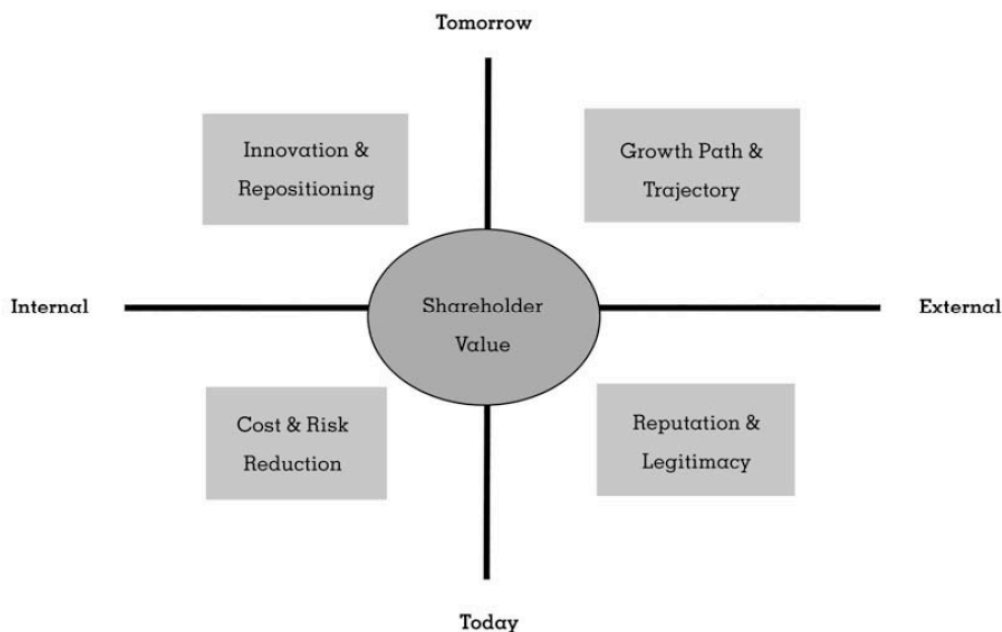 Tomorrow
Innovation &
Repositioning
Growth Path &
Trajectory
Internal
Shareholder
Value
External
Cost & Risk
Reduction
Reputation &
Legitimacy
Today